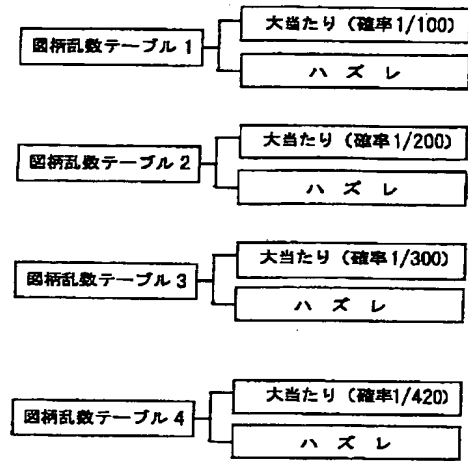 大当たり(確率1/100)
図柄乱数テーブル1
ハズレ
大当たり(確率1/200)
図柄乱数テーブル2
ハズレ
大当たり(確率1/300)
図柄乱数テーブル3
ハズレ
大当たり(確率1/420)
図柄乱数テーブル4
ハズレ